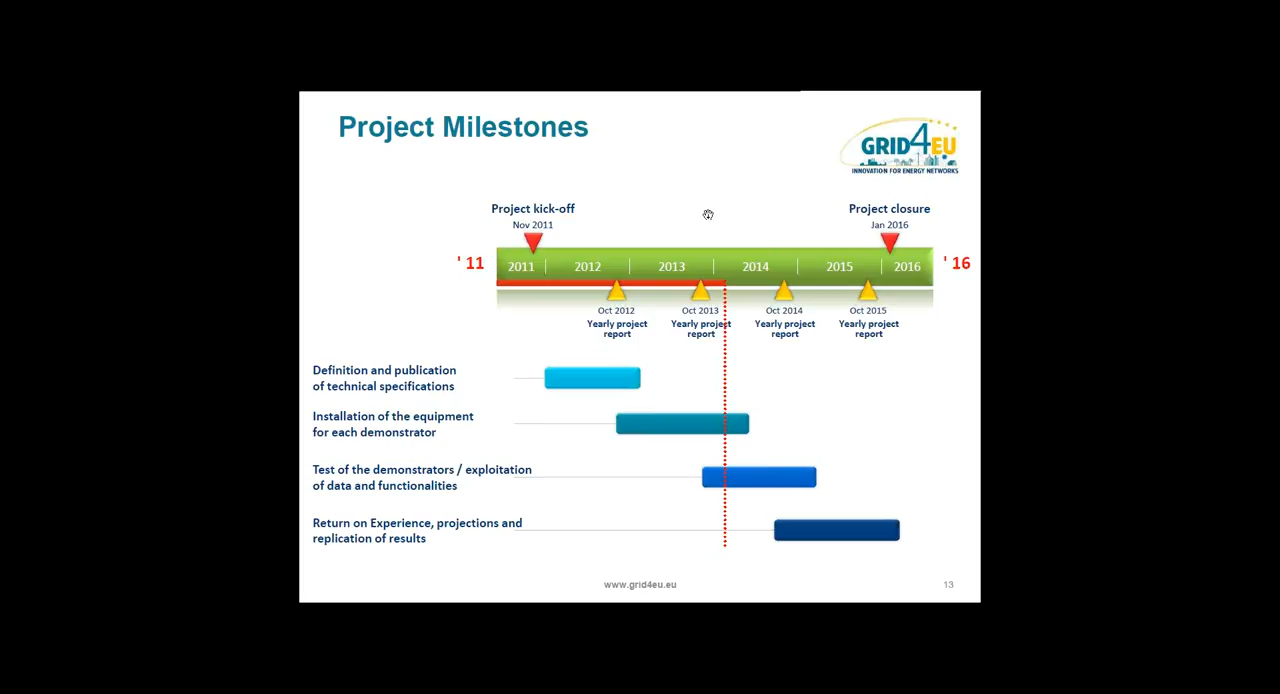 Project Milestones
GRID4EU
INNOVATION FOR ENERGY NETWORKS
Project kick-off
Nov 2011
Project closure
Jan 2016
' 11
2011
2012
2013
2014
2015
2016
' 16
Oct 2012
Yearly project
report
Oct 2013
Yearly project
report
Oct 2014
Yearly project
report
Oct 2015
Yearly project
report
Definition and publication
of technical specifications
Installation of the equipment
for each demonstrator
Test of the demonstrators / exploitation
of data and functionalities
Return on Experience, projections and
replication of results
www.grid4eu.eu
13